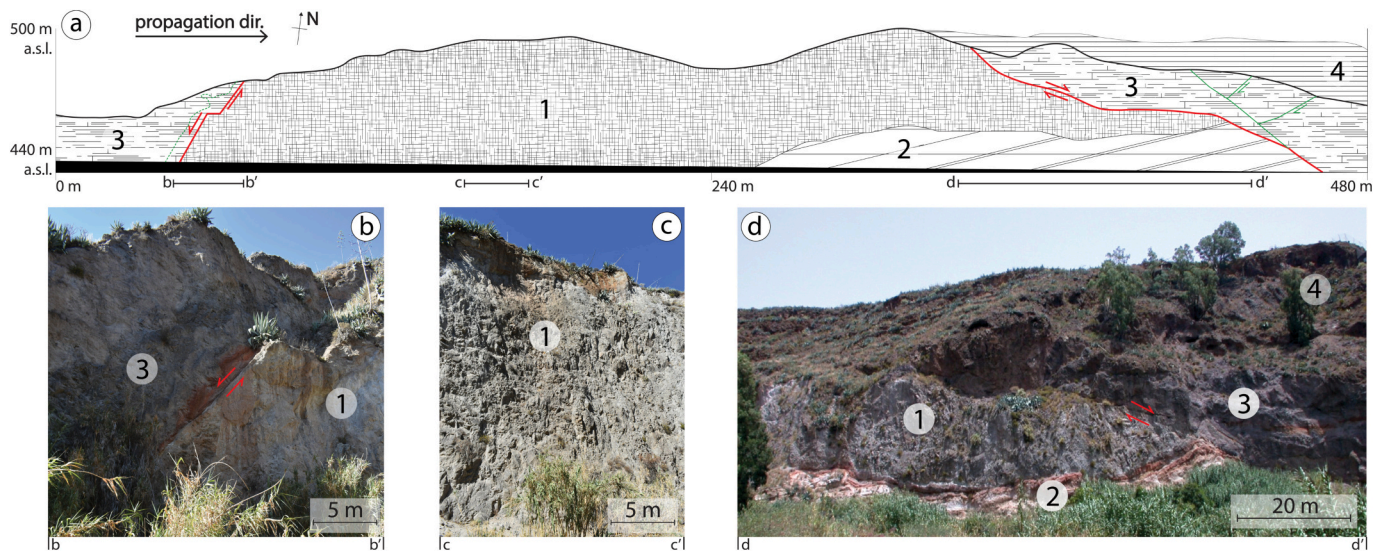 a
propagation dir.
N
500 m
a.s.l.
440 m
a.s.l.
1
2
3
3
4
0 m
b b'
c c'
240 m
d d'
480 m
b
3
1
5 m
b b'
c
1
5 m
c c'
d
4
1
3
2
20 m
d d'